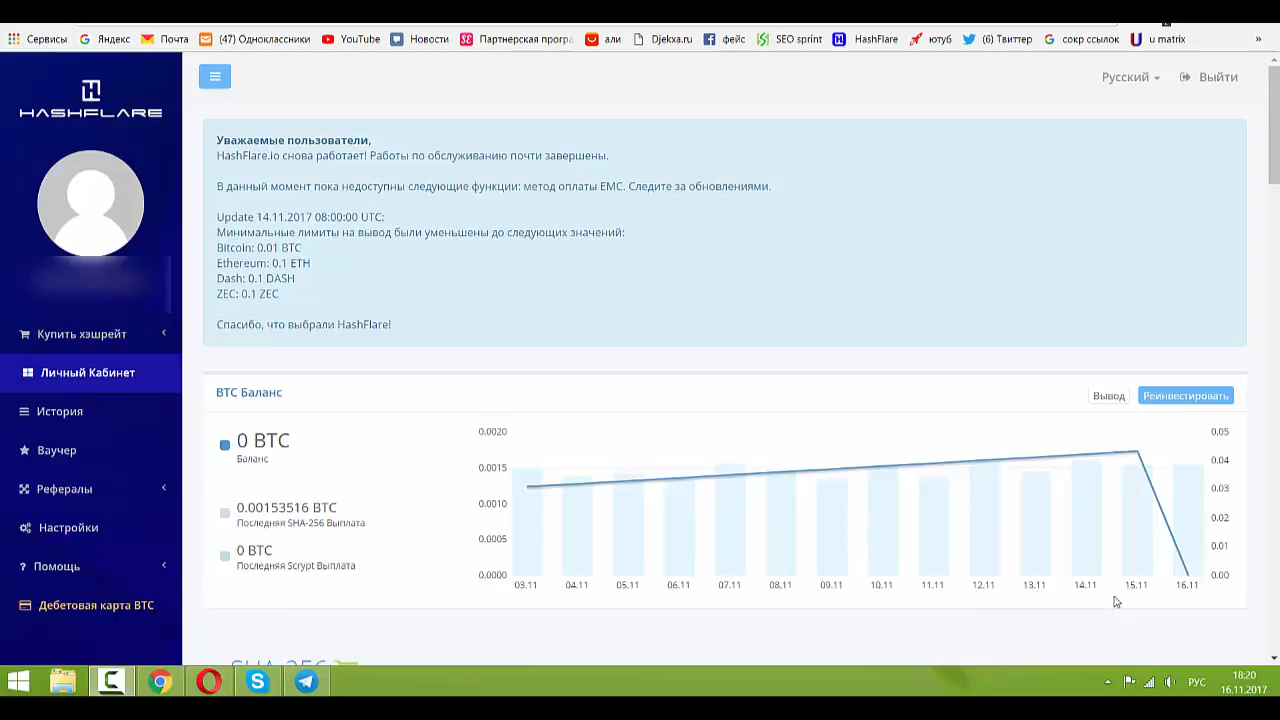 Сервисы
Яндекс
Почта
(47) Одноклассники
YouTube
Новости
Партнерская програ
али
Djekxa.ru
фейс
SEO sprint
HashFlare
ютуб
(6) Твиттер
сокр ссылок
u matrix
»
HASHFLARE
Русский
Выйти
Уважаемые пользователи,
HashFlare.io снова работает! Работы по обслуживанию почти завершены.
В данный момент пока недоступны следующие функции: метод оплаты EMC. Следите за обновлениями.
Update 14.11.2017 08:00:00 UTC:
Минимальные лимиты на вывод были уменьшены до следующих значений:
Bitcoin: 0.01 BTC
Ethereum: 0.1 ETH
Dash: 0.1 DASH
ZEC: 0.1 ZEC
Спасибо, что выбрали HashFlare!
Купить хэшрейт
Личный Кабинет
История
Ваучер
Рефералы
Настройки
? Помощь
Дебетовая карта BTC
BTC Баланс
Вывод
Реинвестировать
0 BTC
Баланс
0.00153516 BTC
Последняя SHA-256 Выплата
0 BTC
Последняя Scrypt Выплата
0.0020
0.0015
0.0010
0.0005
0.0000
0.05
0.04
0.03
0.02
0.01
0.00
03.11 04.11 05.11 06.11 07.11 08.11 09.11 10.11 11.11 12.11 13.11 14.11 15.11 16.11
SHA-256
РУС
18:20
16.11.2017